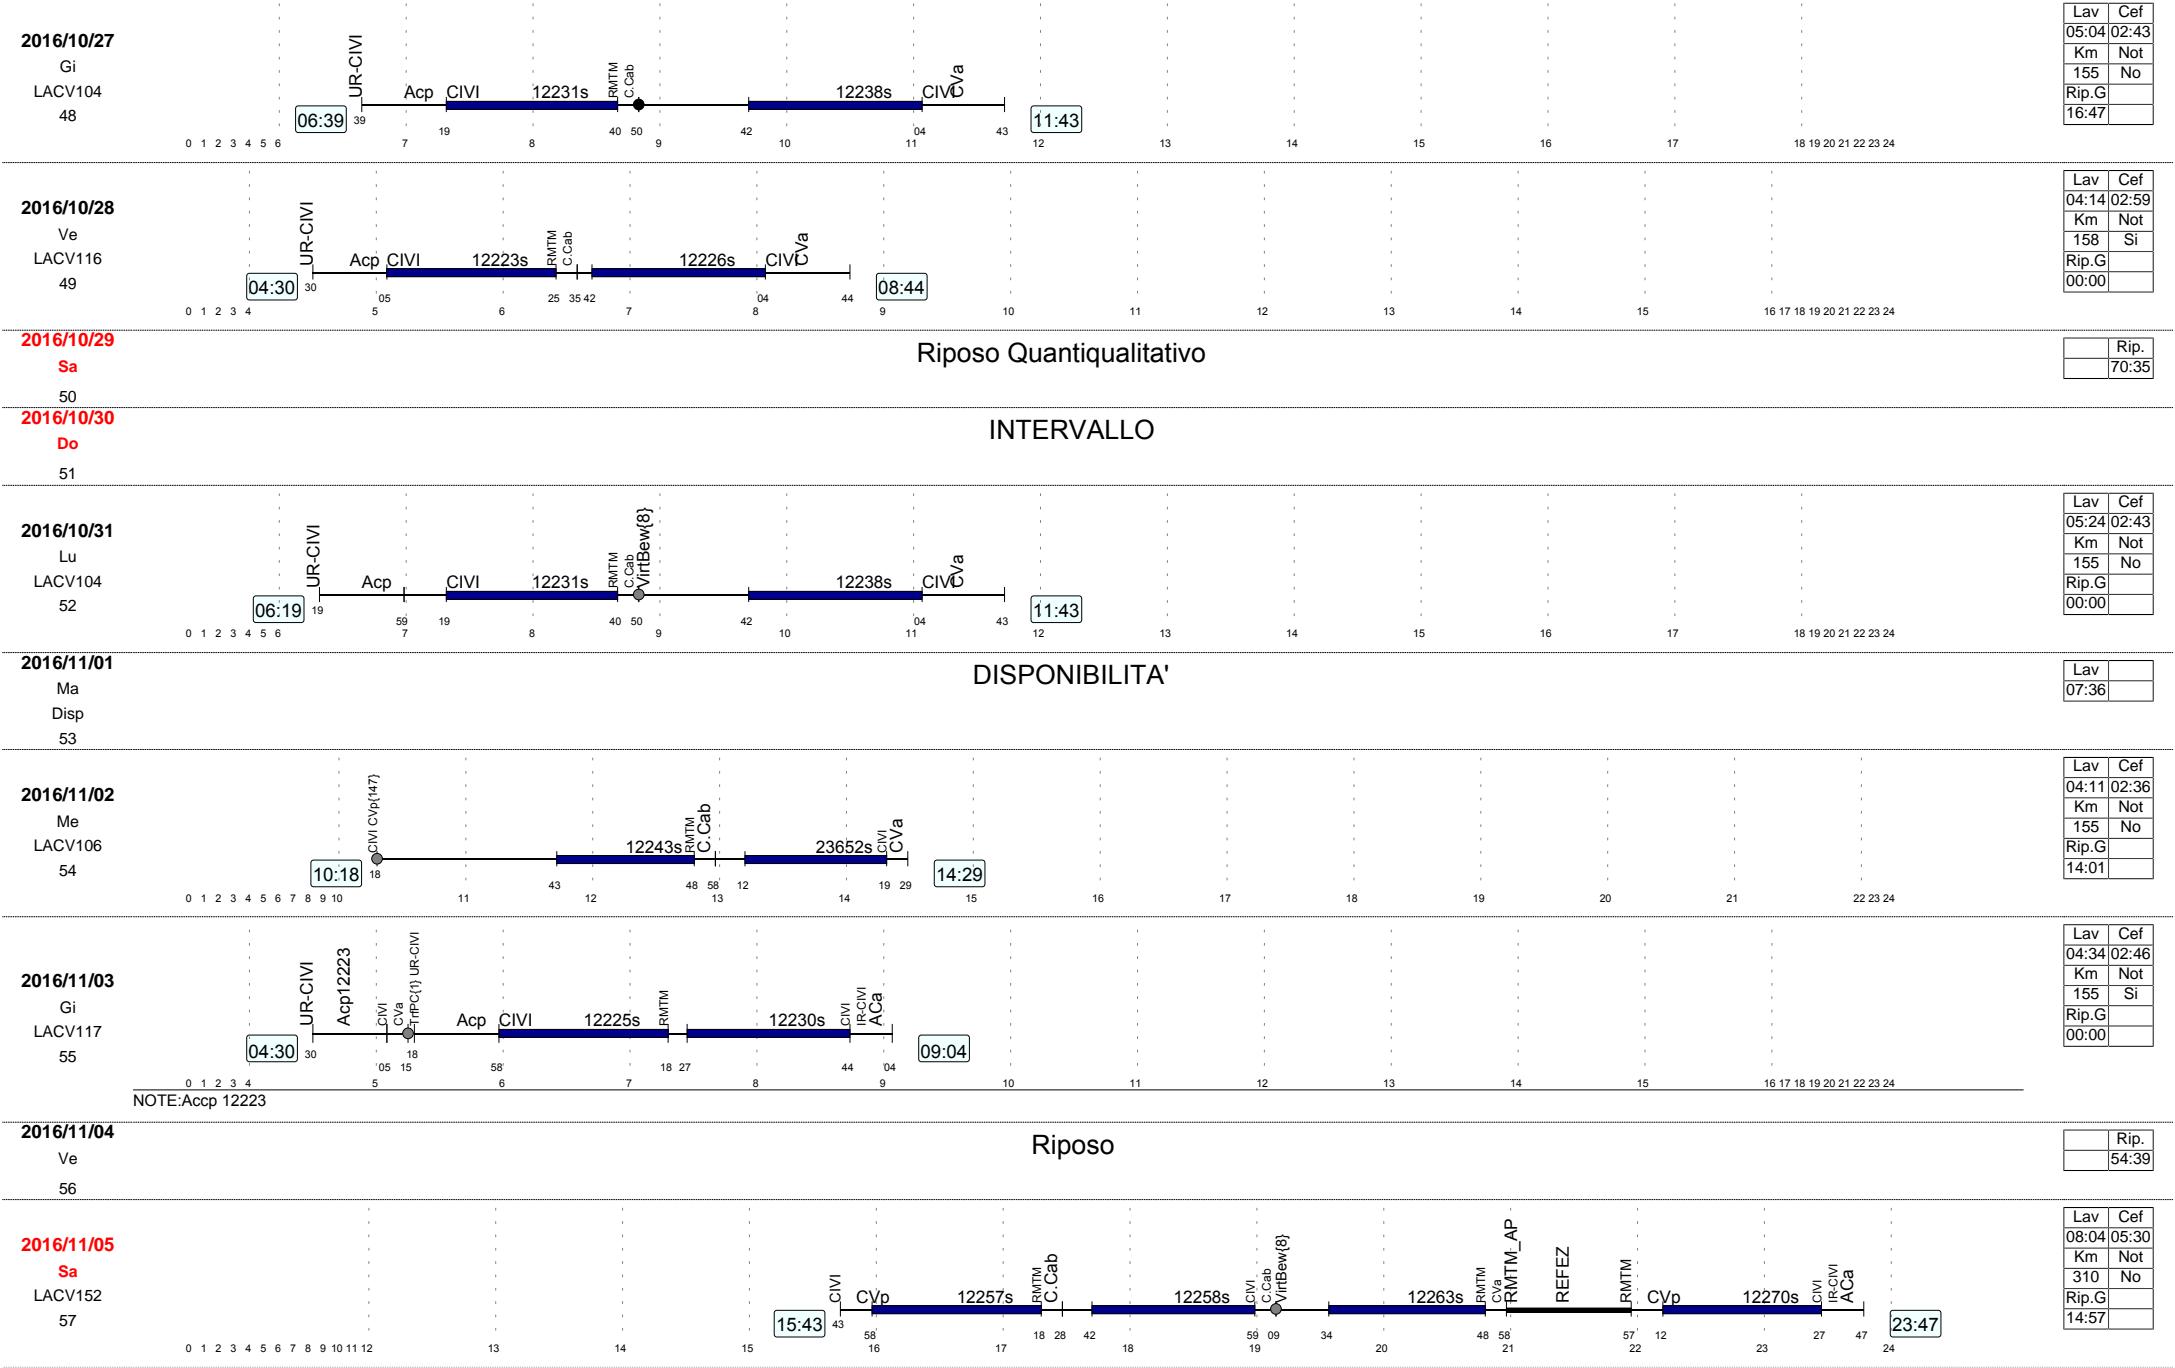 2016/10/27
Gi
LACV104
48
06:39
UR-CIVI
Acp CIVI 12231s RMTM C.Cab 12238s CIVI CVa
39 19 40 50 42 04 43
11:43
0 1 2 3 4 5 6 7 8 9 10 11 12 13 14 15 16 17 18 19 20 21 22 23 24
Lav Cef
05:04 02:43
Km Not
155 No
Rip.G
16:47
2016/10/28
Ve
LACV116
49
04:30
UR-CIVI
Acp CIVI 12223s RMTM C.Cab 12226s CIVI CVa
30 05 25 35 42 04 44
08:44
0 1 2 3 4 5 6 7 8 9 10 11 12 13 14 15 16 17 18 19 20 21 22 23 24
Lav Cef
04:14 02:59
Km Not
158 Si
Rip.G
00:00
2016/10/29
Sa
50
Riposo Quantiqualitativo
Rip.
70:35
2016/10/30
Do
51
INTERVALLO
2016/10/31
Lu
LACV104
52
06:19
UR-CIVI
Acp CIVI 12231s RMTM C.Cab VirtBew{8} 12238s CIVI CVa
19 59 19 40 50 42 04 43
11:43
0 1 2 3 4 5 6 7 8 9 10 11 12 13 14 15 16 17 18 19 20 21 22 23 24
Lav Cef
05:24 02:43
Km Not
155 No
Rip.G
00:00
2016/11/01
Ma
Disp
53
DISPONIBILITA'
Lav
07:36
2016/11/02
Me
LACV106
54
10:18
CIVI CVp{147}
12243s RMTM C.Cab 23652s CIVI CVa
18 43 48 58 12 19 29
14:29
0 1 2 3 4 5 6 7 8 9 10 11 12 13 14 15 16 17 18 19 20 21 22 23 24
Lav Cef
04:11 02:36
Km Not
155 No
Rip.G
14:01
2016/11/03
Gi
LACV117
55
04:30
UR-CIVI
Acp12223 CIVI CVa TrfPC{1} UR-CIVI Acp CIVI 12225s RMTM 12230s CIVI IR-CIVI ACa
30 05 15 18 58 18 27 44 04
09:04
0 1 2 3 4 5 6 7 8 9 10 11 12 13 14 15 16 17 18 19 20 21 22 23 24
NOTE:Accp 12223
Lav Cef
04:34 02:46
Km Not
155 Si
Rip.G
00:00
2016/11/04
Ve
56
Riposo
Rip.
54:39
2016/11/05
Sa
LACV152
57
15:43
CIVI CVp 12257s RMTM C.Cab 12258s CIVI C.Cab VirtBew{8} 12263s RMTM CVa RMTM_AP REFEZ RMTM CVp 12270s CIVI IR-CIVI ACa
43 58 18 28 42 59 09 34 48 58 57 12 27 47
23:47
0 1 2 3 4 5 6 7 8 9 10 11 12 13 14 15 16 17 18 19 20 21 22 23 24
Lav Cef
08:04 05:30
Km Not
310 No
Rip.G
14:57